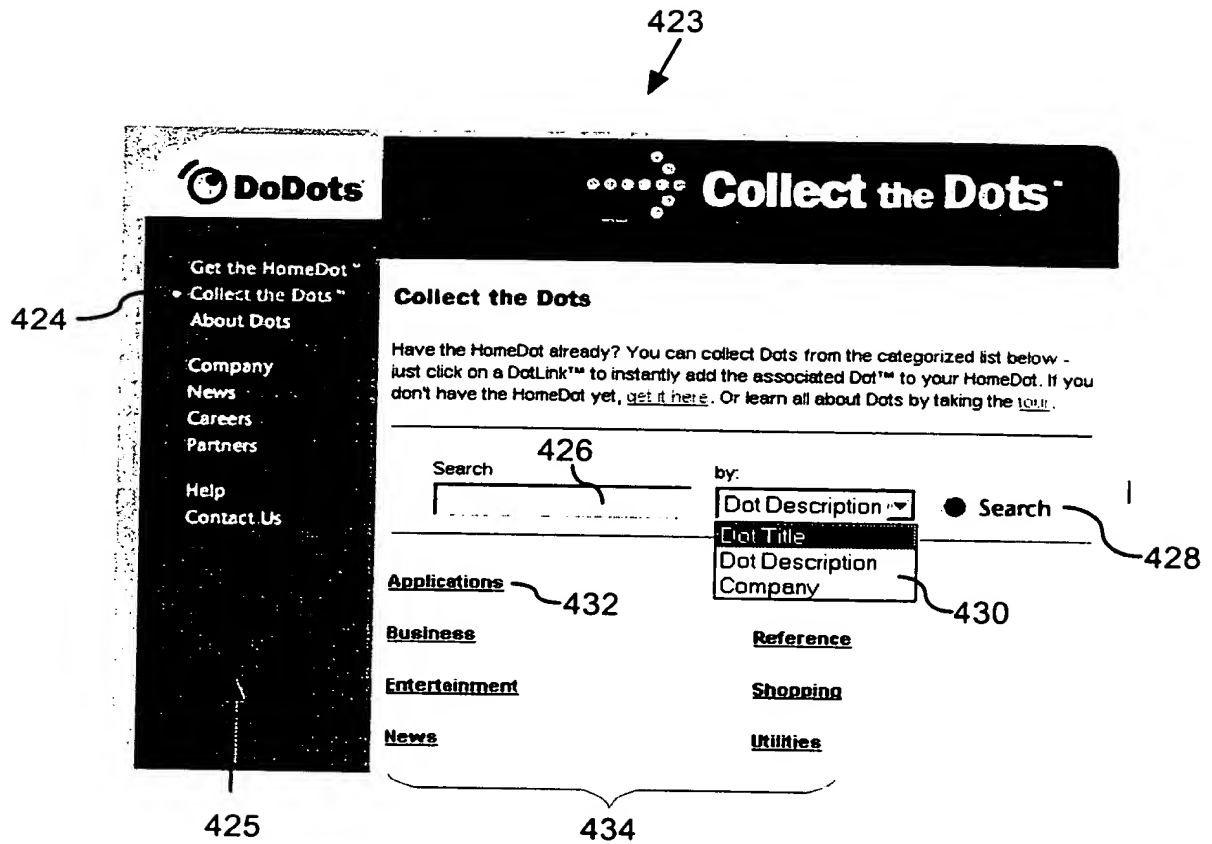 423
DoDots
Collect the Dots™
Get the HomeDot™
Collect the Dots™
About Dots
Company
News
Careers
Partners
Help
Contact Us
424
425
Collect the Dots
Have the HomeDot already? You can collect Dots from the categorized list below -
just click on a DotLink™ to instantly add the associated Dot™ to your HomeDot. If you
don't have the HomeDot yet, get it here. Or learn all about Dots by taking the tour.
Search
426
by:
Dot Description
Search
428
Dot Title
Dot Description
Company
430
Applications
432
Business
Reference
Entertainment
Shopping
News
Utilities
434